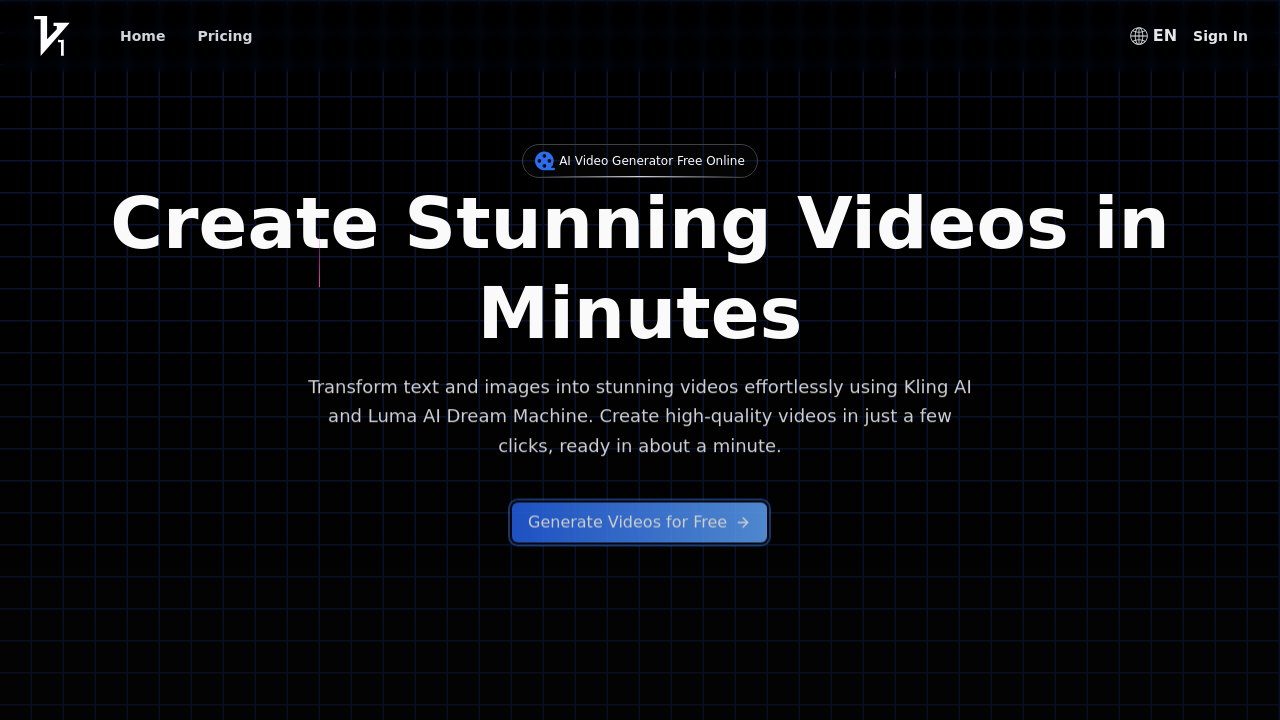 V1
Home
Pricing
EN
Sign In
AI Video Generator Free Online
Create Stunning Videos in
Minutes
Transform text and images into stunning videos effortlessly using Kling AI
and Luma AI Dream Machine. Create high-quality videos in just a few
clicks, ready in about a minute.
Generate Videos for Free